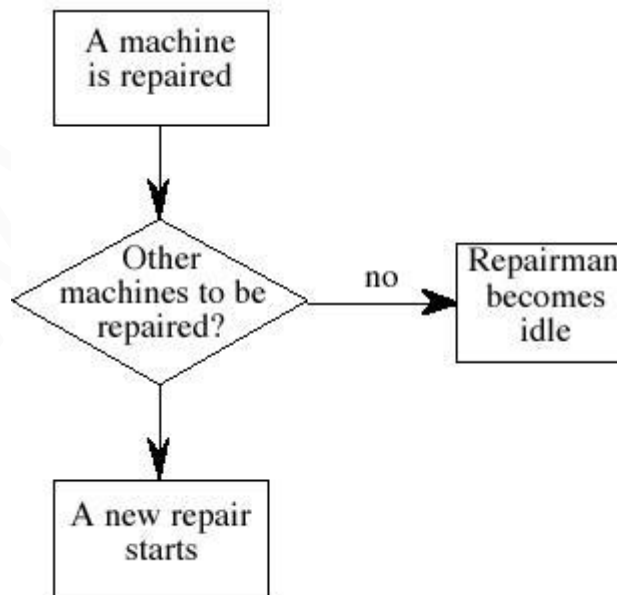 A machine
is repaired
Other
machines to be
repaired?
no
Repairman
becomes
idle
A new repair
starts